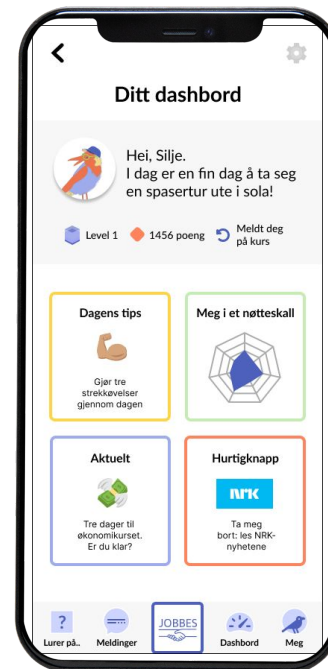 Ditt dashbord
Hei, Silje.
I dag er en fin dag å ta seg
en spasertur ute i sola!
Level 1
1456 poeng
Meldt deg
på kurs
Dagens tips
Gjør tre
strekkøvelser
gjennom dagen
Meg i et nøtteskall
Aktuelt
Tre dager til
økonomikurset.
Er du klar?
Hurtigknapp
NRK
Ta meg
bort: les NRK-
nyhetene
?
Lurer på..
Meldinger
JOBBES
Dashbord
Meg